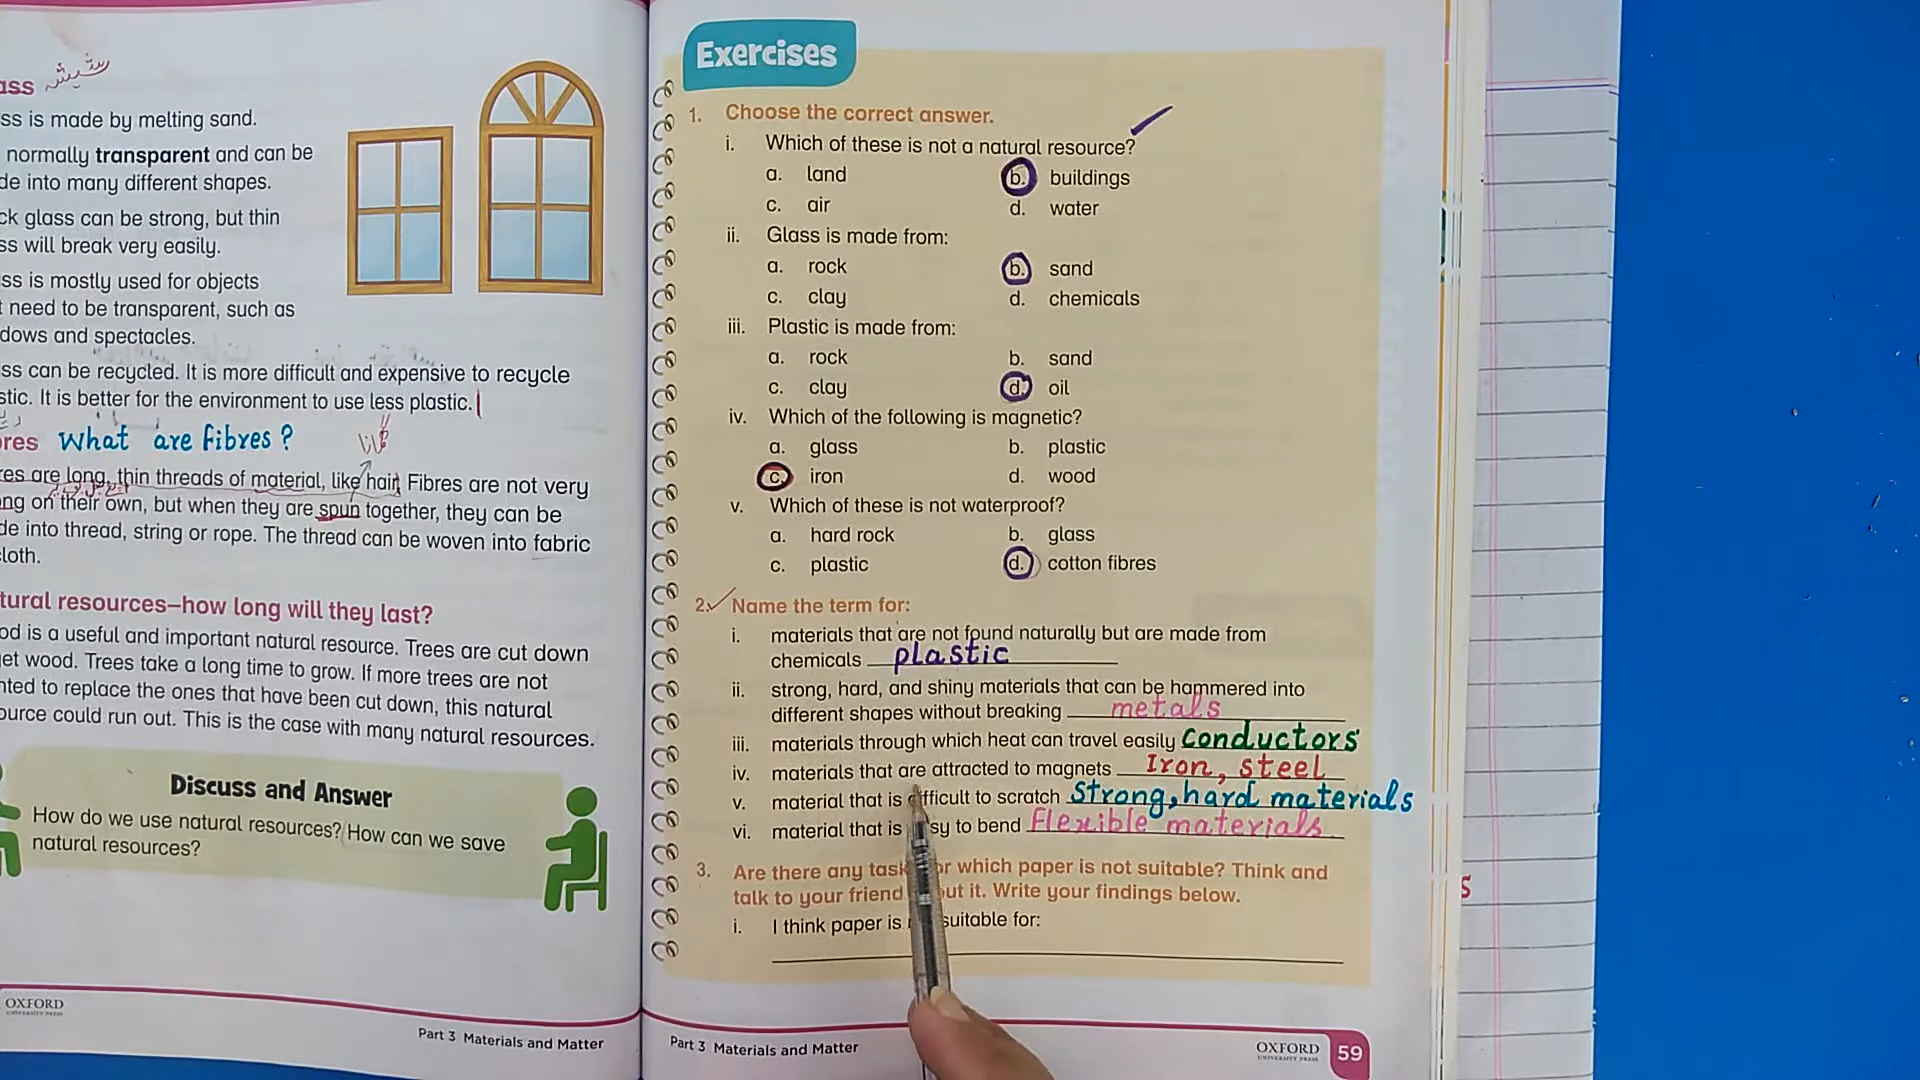 ass
ss is made by melting sand.
normally transparent and can be
de into many different shapes.
ck glass can be strong, but thin
ss will break very easily.
ss is mostly used for objects
t need to be transparent, such as
dows and spectacles.
ss can be recycled. It is more difficult and expensive to recycle
stic. It is better for the environment to use less plastic.
res What are fibres?
res are long, thin threads of material, like hair. Fibres are not very
ng on their own, but when they are spun together, they can be
de into thread, string or rope. The thread can be woven into fabric
cloth.
tural resources–how long will they last?
od is a useful and important natural resource. Trees are cut down
et wood. Trees take a long time to grow. If more trees are not
nted to replace the ones that have been cut down, this natural
ource could run out. This is the case with many natural resources.
Discuss and Answer
How do we use natural resources? How can we save
natural resources?
OXFORD
UNIVERSITY PRESS
Part 3 Materials and Matter
Exercises
1. Choose the correct answer.
i. Which of these is not a natural resource?
a. land b. buildings
c. air d. water
ii. Glass is made from:
a. rock b. sand
c. clay d. chemicals
iii. Plastic is made from:
a. rock b. sand
c. clay d. oil
iv. Which of the following is magnetic?
a. glass b. plastic
c. iron d. wood
v. Which of these is not waterproof?
a. hard rock b. glass
c. plastic d. cotton fibres
2. Name the term for:
i. materials that are not found naturally but are made from
chemicals plastic
ii. strong, hard, and shiny materials that can be hammered into
different shapes without breaking metals
iii. materials through which heat can travel easily Conductors
iv. materials that are attracted to magnets Iron, steel
v. material that is difficult to scratch Strong, hard materials
vi. material that is sy to bend Flexible materials
3. Are there any task or which paper is not suitable? Think and
talk to your friend out it. Write your findings below.
i. I think paper is suitable for:
Part 3 Materials and Matter
OXFORD
UNIVERSITY PRESS
59